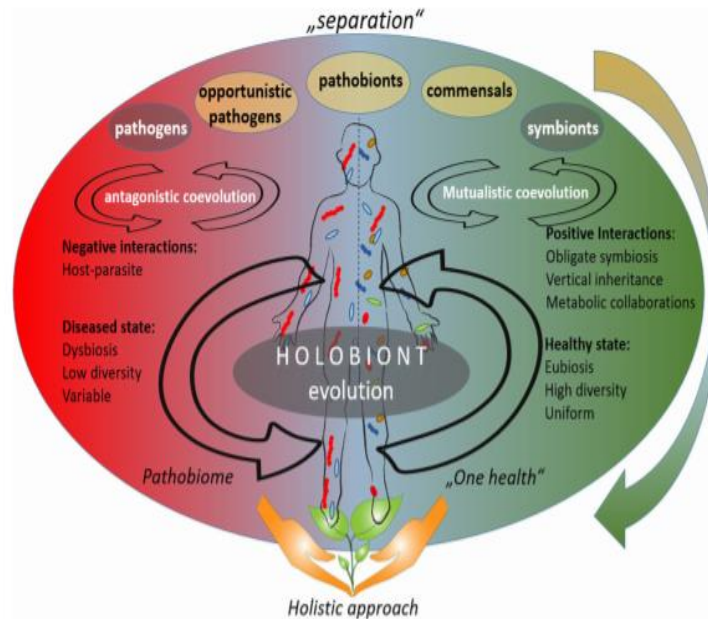 „separation“
pathobionts
opportunistic
pathogens
commensals
pathogens
symbionts
antagonistic coevolution
Mutualistic coevolution
Negative interactions:
Host-parasite
Positive Interactions:
Obligate symbiosis
Vertical inheritance
Metabolic collaborations
Diseased state:
Dysbiosis
Low diversity
Variable
Healthy state:
Eubiosis
High diversity
Uniform
HOLOBIONT
evolution
Pathobiome
„One health“
Holistic approach